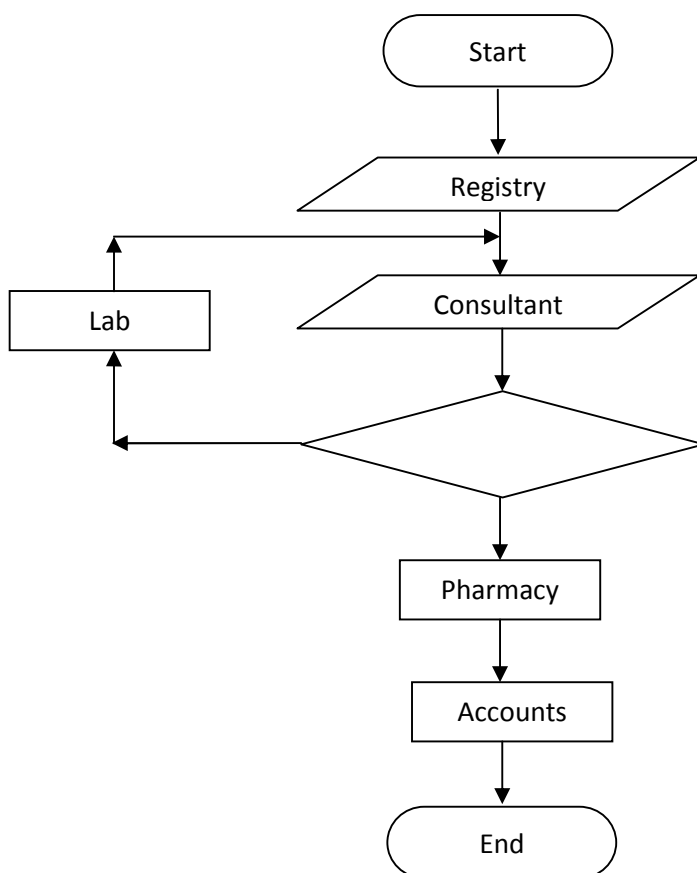 Start
Registry
Consultant
Lab
Pharmacy
Accounts
End